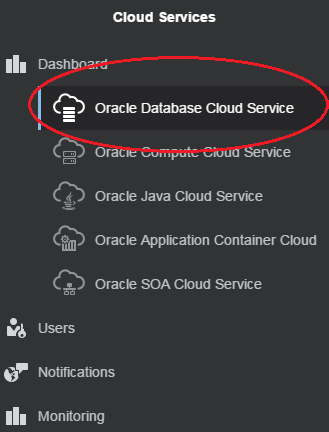 Cloud Services
Dashboard
Oracle Database Cloud Service
Oracle Compute Cloud Service
Oracle Java Cloud Service
Oracle Application Container Cloud
Oracle SOA Cloud Service
Users
Notifications
Monitoring